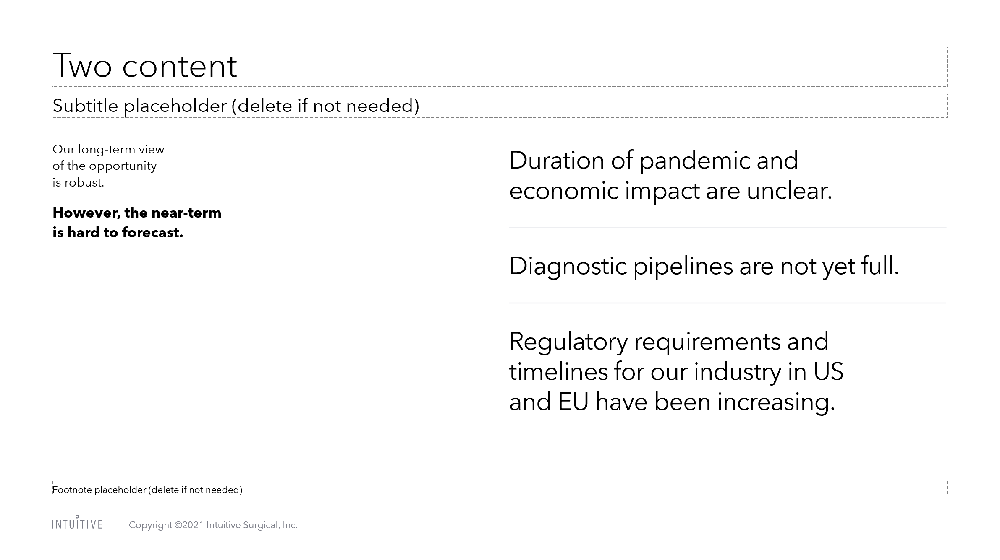 Two content
Subtitle placeholder (delete if not needed)
Our long-term view
of the opportunity
is robust.
However, the near-term
is hard to forecast.
Duration of pandemic and
economic impact are unclear.
Diagnostic pipelines are not yet full.
Regulatory requirements and
timelines for our industry in US
and EU have been increasing.
Footnote placeholder (delete if not needed)
INTUITIVE
Copyright ©2021 Intuitive Surgical, Inc.